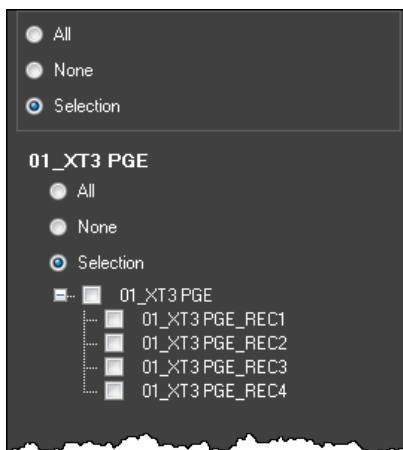 All
None
Selection
01_XT3 PGE
All
None
Selection
01_XT3 PGE
01_XT3 PGE_REC1
01_XT3 PGE_REC2
01_XT3 PGE_REC3
01_XT3 PGE_REC4